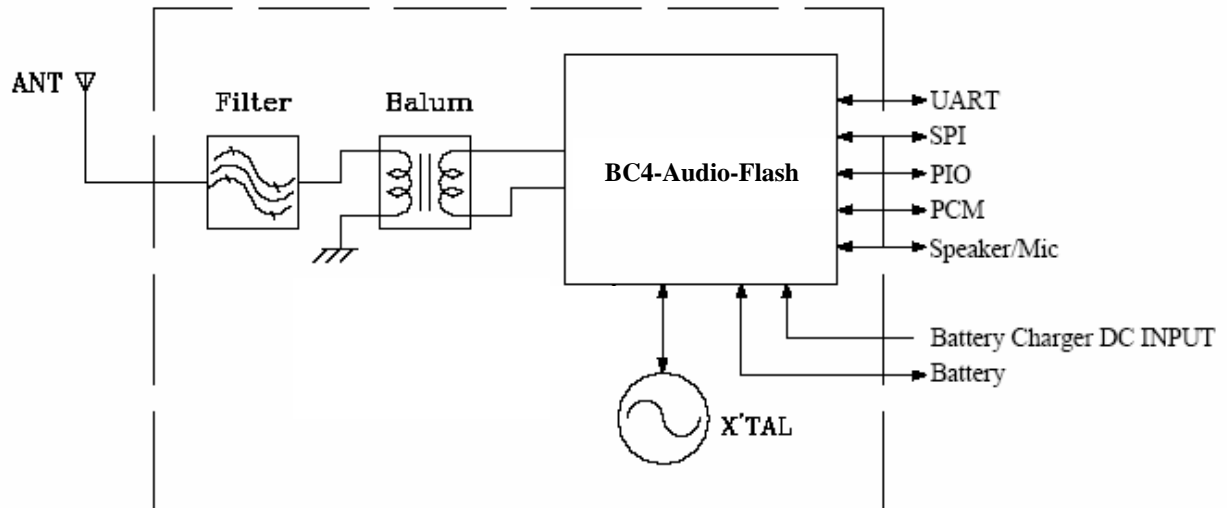 ANT
Filter
Balum
BC4-Audio-Flash
UART
SPI
PIO
PCM
Speaker/Mic
Battery Charger DC INPUT
Battery
X'TAL